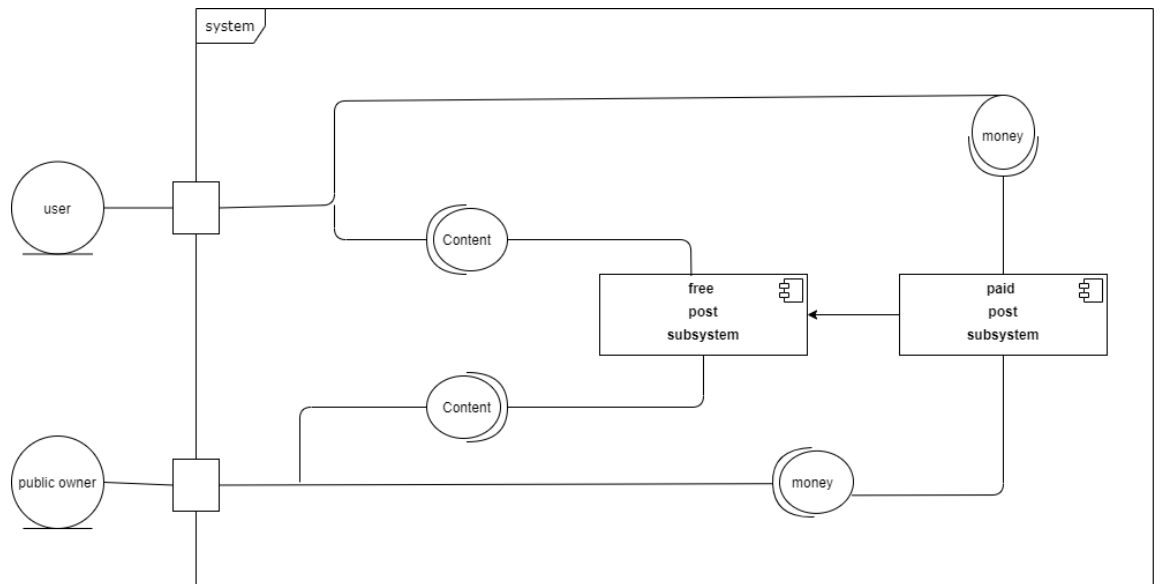 system
money
user
Content
free
post
subsystem
paid
post
subsystem
Content
public owner
money